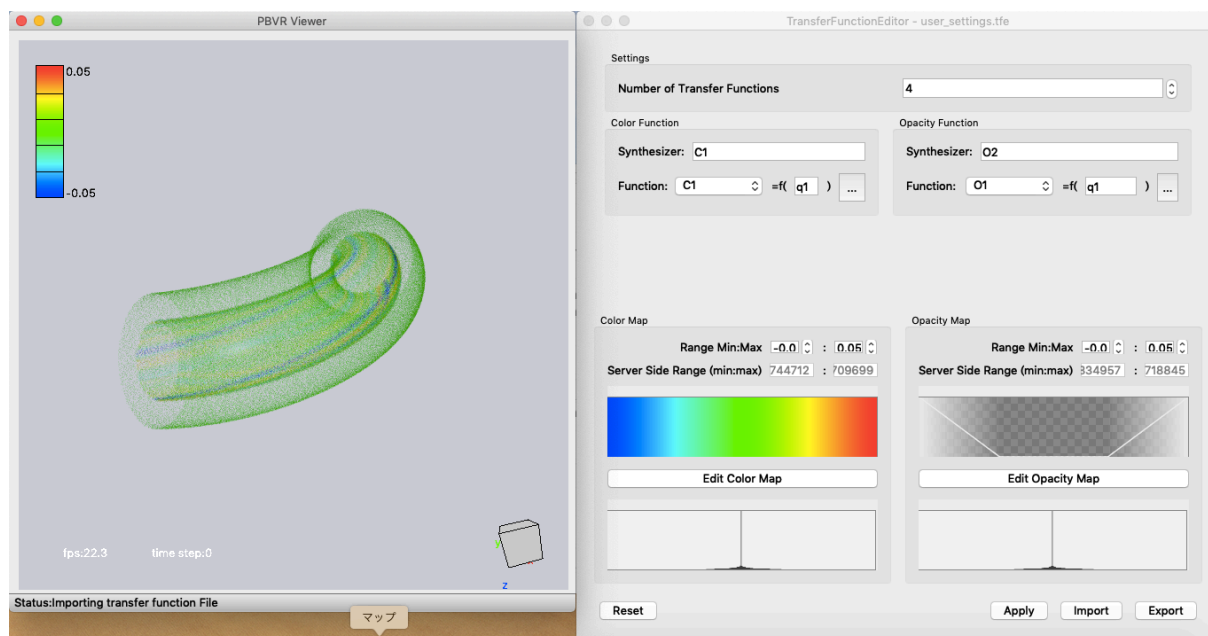 PBVR Viewer
0.05
-0.05
fps:22.3 time step:0
Z
Status:Importing transfer function File
マップ
TransferFunctionEditor - user_settings.tfe
Settings
Number of Transfer Functions 4
Color Function
Synthesizer: C1
Function: C1 =f( q1 ) ...
Opacity Function
Synthesizer: O2
Function: O1 =f( q1 ) ...
Color Map
Range Min:Max -0.0 : 0.05
Server Side Range (min:max) 744712 : 709699
Edit Color Map
Opacity Map
Range Min:Max -0.0 : 0.05
Server Side Range (min:max) 334957 : 718845
Edit Opacity Map
Reset
Apply
Import
Export